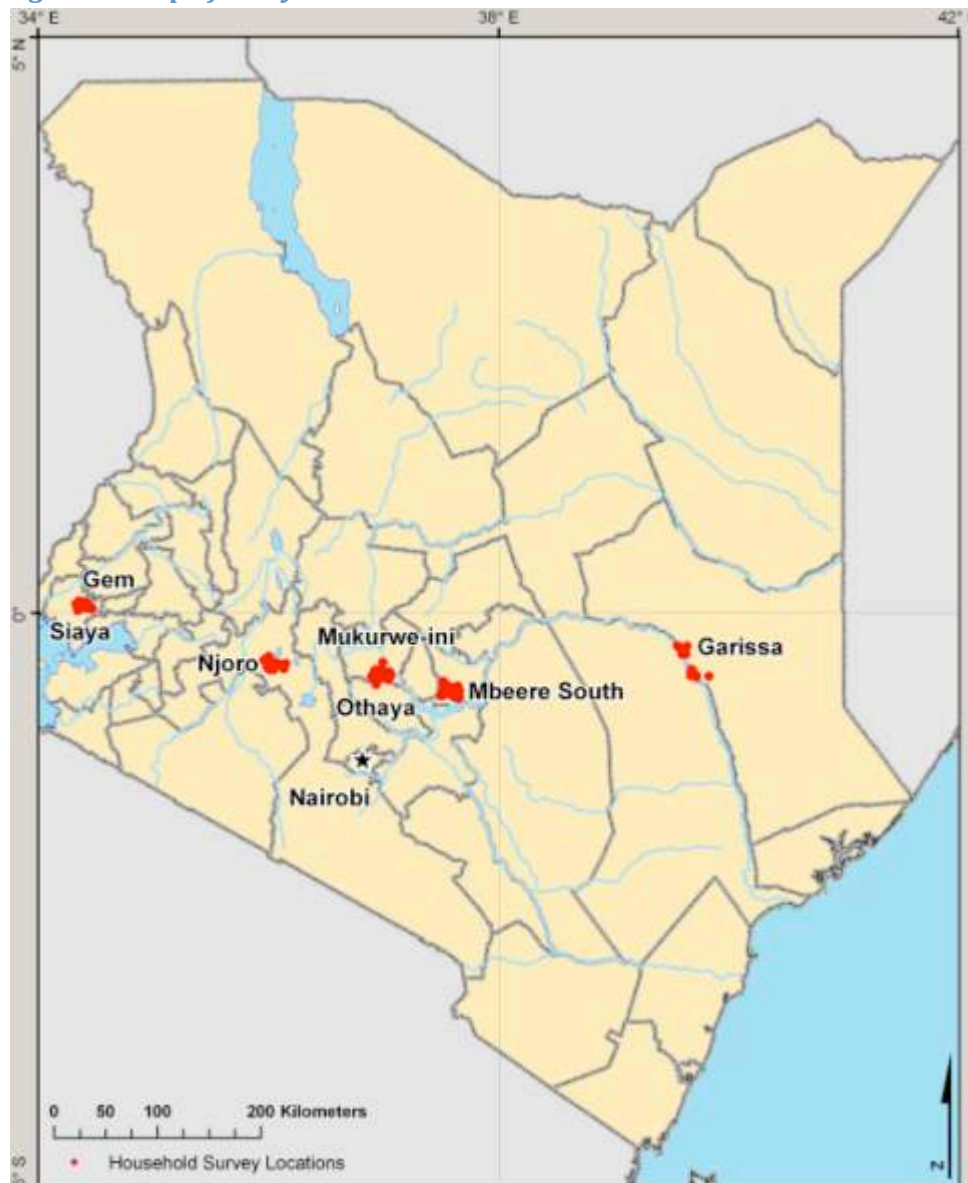 34° E
38° E
42°
5° N
Gem
0°
Siaya
Mukurwe-ini
Garissa
Njoro
Mbeere South
Othaya
Nairobi
0 50 100 200 Kilometers
Household Survey Locations
° S
N